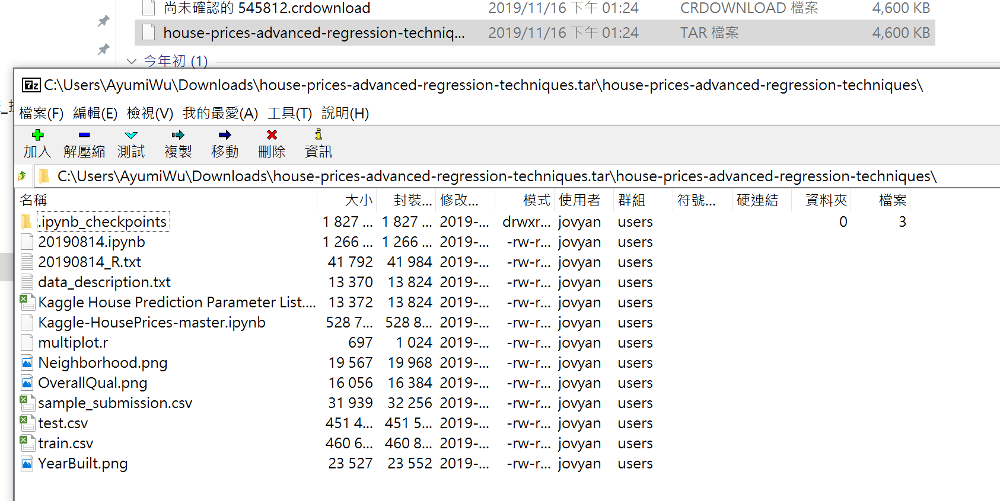 尚未確認的 545812.crdownload 2019/11/16 下午 01:24 CRDOWNLOAD 檔案 4,600 KB
house-prices-advanced-regression-techniq... 2019/11/16 下午 01:24 TAR 檔案 4,600 KB
今年初 (1)
C:\Users\AyumiWu\Downloads\house-prices-advanced-regression-techniques.tar\house-prices-advanced-regression-techniques\
檔案(F) 編輯(E) 檢視(V) 我的最愛(A) 工具(T) 說明(H)
加入 解壓縮 測試 複製 移動 刪除 資訊
C:\Users\AyumiWu\Downloads\house-prices-advanced-regression-techniques.tar\house-prices-advanced-regression-techniques\
名稱 大小 封裝... 修改... 模式 使用者 群組 符號... 硬連結 資料夾 檔案
.ipynb_checkpoints 1 827 ... 1 827 ... 2019-... drwxr... jovyan users 0 3
20190814.ipynb 1 266 ... 1 266 ... 2019-... -rw-r... jovyan users
20190814_R.txt 41 792 41 984 2019-... -rw-r... jovyan users
data_description.txt 13 370 13 824 2019-... -rw-r... jovyan users
Kaggle House Prediction Parameter List.... 13 372 13 824 2019-... -rw-r... jovyan users
Kaggle-HousePrices-master.ipynb 528 7... 528 8... 2019-... -rw-r... jovyan users
multiplot.r 697 1 024 2019-... -rw-r... jovyan users
Neighborhood.png 19 567 19 968 2019-... -rw-r... jovyan users
OverallQual.png 16 056 16 384 2019-... -rw-r... jovyan users
sample_submission.csv 31 939 32 256 2019-... -rw-r... jovyan users
test.csv 451 4... 451 5... 2019-... -rw-r... jovyan users
train.csv 460 6... 460 8... 2019-... -rw-r... jovyan users
YearBuilt.png 23 527 23 552 2019-... -rw-r... jovyan users